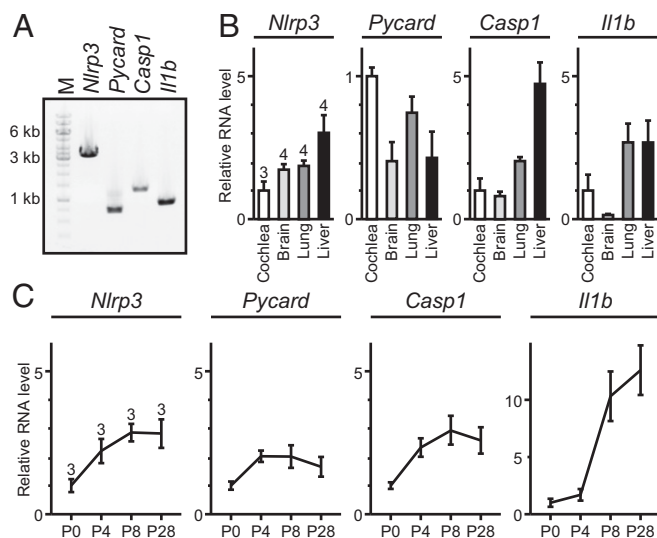 A
M
Nlrp3
Pycard
Casp1
Il1b
6 kb
3 kb
1 kb
B
Nlrp3 Pycard Casp1 Il1b
Relative RNA level
5
0
3 4 4 4
Cochlea Brain Lung Liver
1
0
Cochlea Brain Lung Liver
5
0
Cochlea Brain Lung Liver
5
0
Cochlea Brain Lung Liver
C
Nlrp3 Pycard Casp1 Il1b
Relative RNA level
5
0
3 3 3 3
P0 P4 P8 P28
5
0
P0 P4 P8 P28
5
0
P0 P4 P8 P28
10
5
0
P0 P4 P8 P28